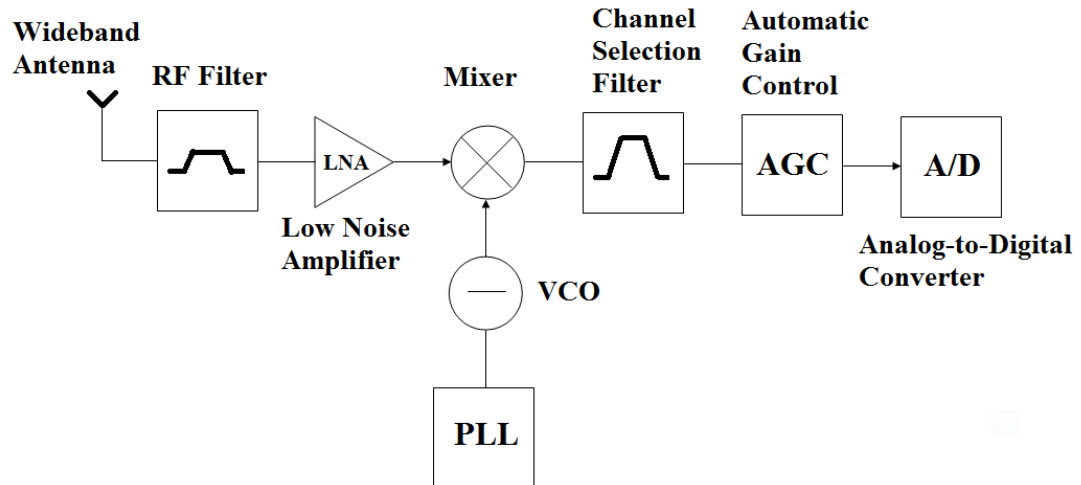 Wideband
Antenna
RF Filter
LNA
Low Noise
Amplifier
Mixer
VCO
PLL
Channel
Selection
Filter
Automatic
Gain
Control
AGC
A/D
Analog-to-Digital
Converter